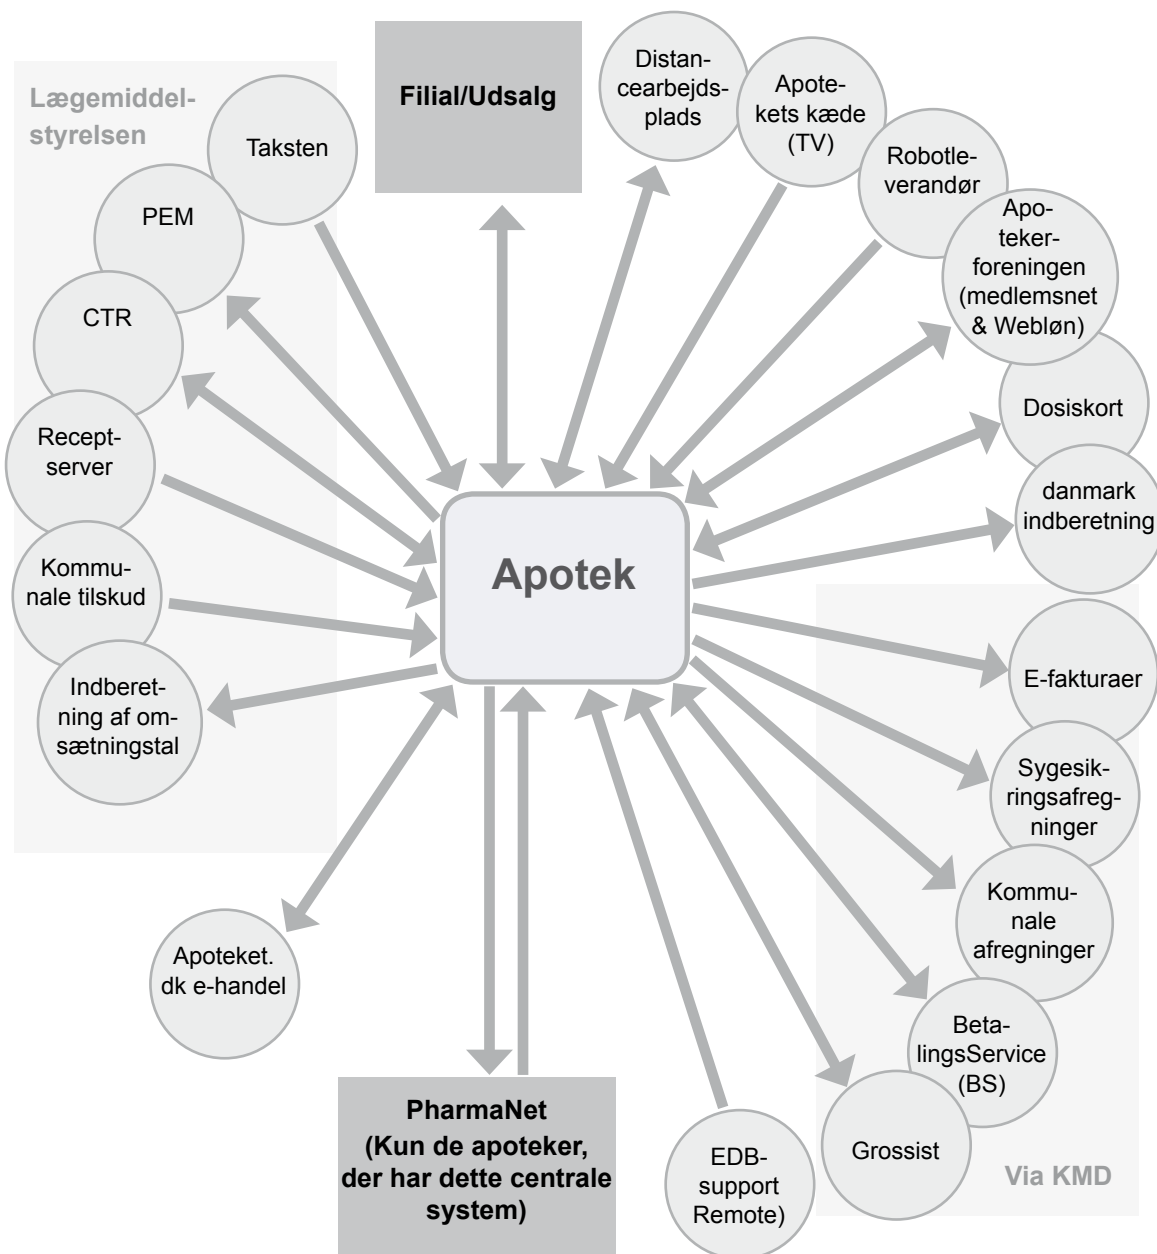 Lægemiddel-
styrelsen
Taksten
PEM
CTR
Recept-
server
Kommu-
nale tilskud
Indberet-
ning af om-
sætningstal
Filial/Udsalg
Distan-
cearbejds-
plads
Apote-
kets kæde
(TV)
Robotle-
verandør
Apo-
teker-
foreningen
(medlemsnet
& Webløn)
Dosiskort
danmark
indberetning
Apotek
E-fakturaer
Sygesik-
ringsafreg-
ninger
Kommu-
nale
afregninger
Beta-
lingsService
(BS)
Grossist
Via KMD
EDB-
support
Remote)
PharmaNet
(Kun de apoteker,
der har dette centrale
system)
Apoteket.
dk e-handel